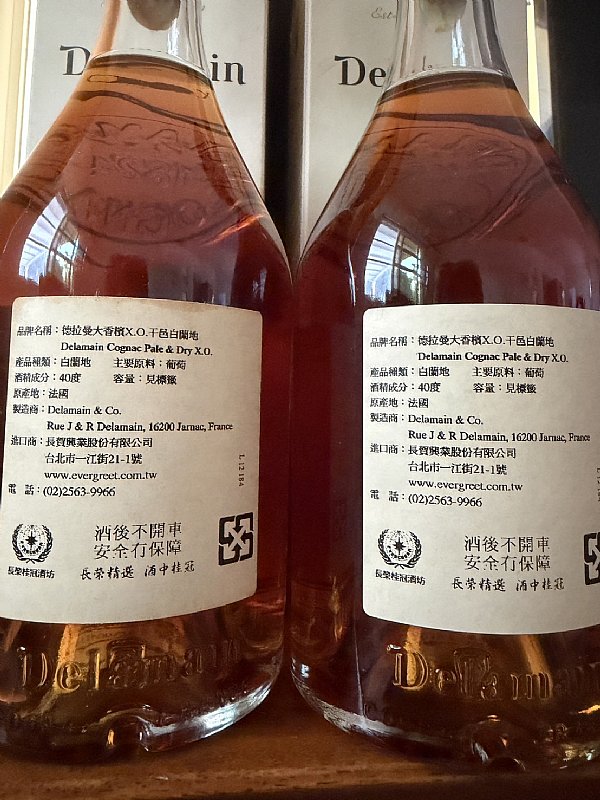 Delamain
De
品牌名稱：德拉曼大香檳X.O.干邑白蘭地
Delamain Cognac Pale & Dry X.O.
產品種類：白蘭地 主要原料：葡萄
酒精成分：40度 容量：見標籤
原產地：法國
製造商：Delamain & Co.
Rue J & R Delamain, 16200 Jarnac, France
進口商：長賀興業股份有限公司
台北市一江街21-1號
www.evergreet.com.tw
電 話：(02)2563-9966
L 12 184
酒後不開車
安全有保障
長榮桂冠酒坊
長榮精選 酒中桂冠
Delamain
品牌名稱：德拉曼大香檳X.O.干邑白蘭地
Delamain Cognac Pale & Dry X.O.
產品種類：白蘭地 主要原料：葡萄
酒精成分：40度 容量：見標籤
原產地：法國
製造商：Delamain & Co.
Rue J & R Delamain, 16200 Jarnac, France
進口商：長賀興業股份有限公司
台北市一江街21-1號
www.evergreet.com.tw
電 話：(02)2563-9966
酒後不開車
安全有保障
長榮桂冠酒坊
長榮精選 酒中桂冠
Delamain